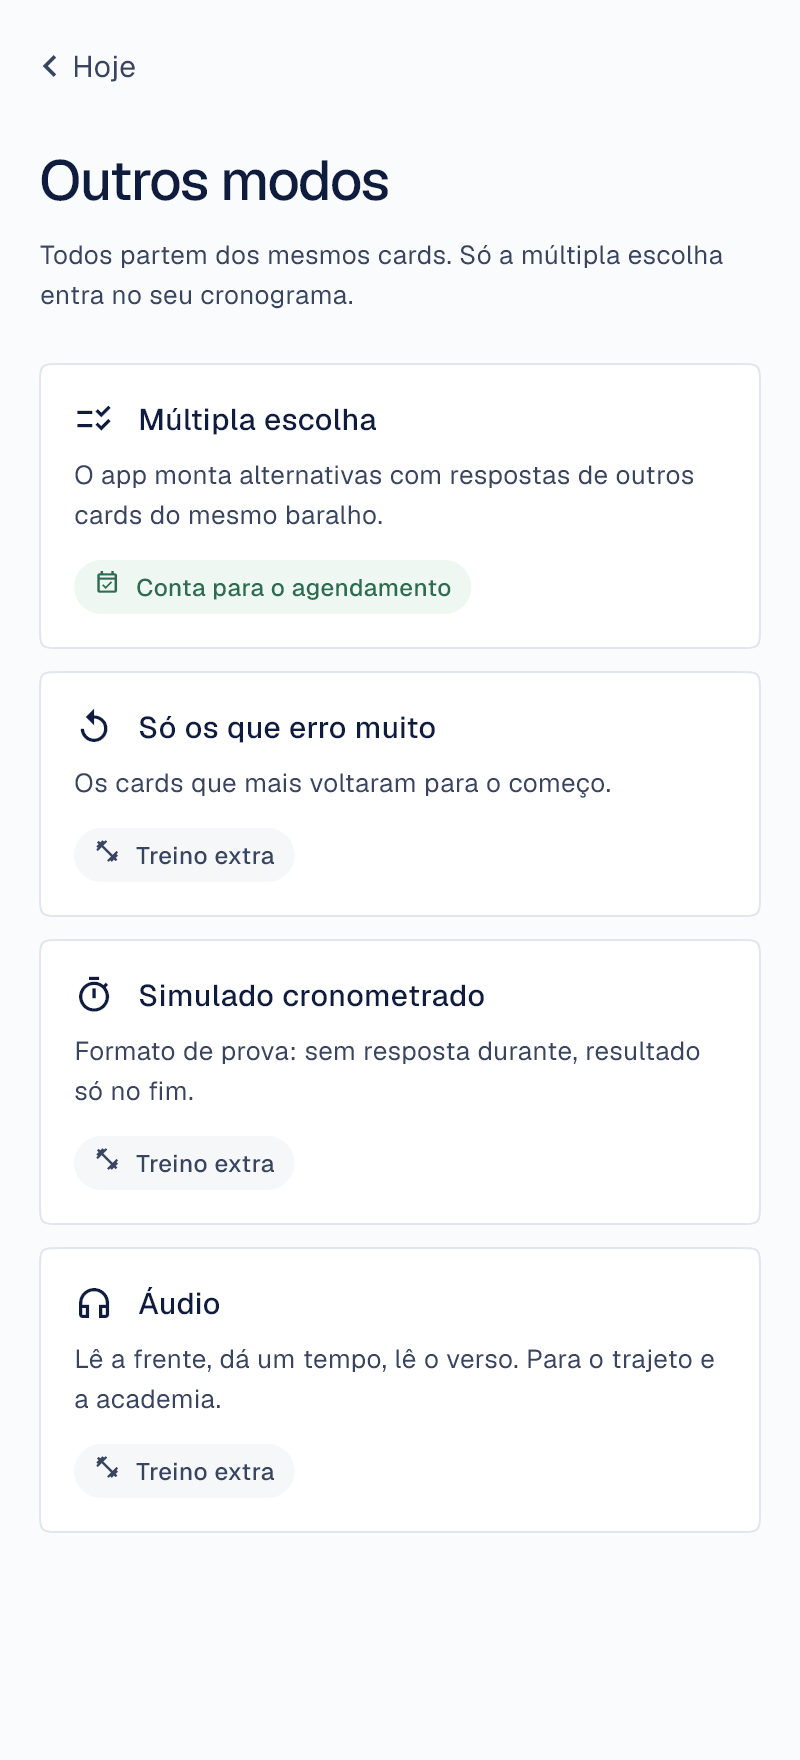 Hoje
Outros modos
Todos partem dos mesmos cards. Só a múltipla escolha
entra no seu cronograma.
Múltipla escolha
O app monta alternativas com respostas de outros
cards do mesmo baralho.
Conta para o agendamento
Só os que erro muito
Os cards que mais voltaram para o começo.
Treino extra
Simulado cronometrado
Formato de prova: sem resposta durante, resultado
só no fim.
Treino extra
Áudio
Lê a frente, dá um tempo, lê o verso. Para o trajeto e
a academia.
Treino extra